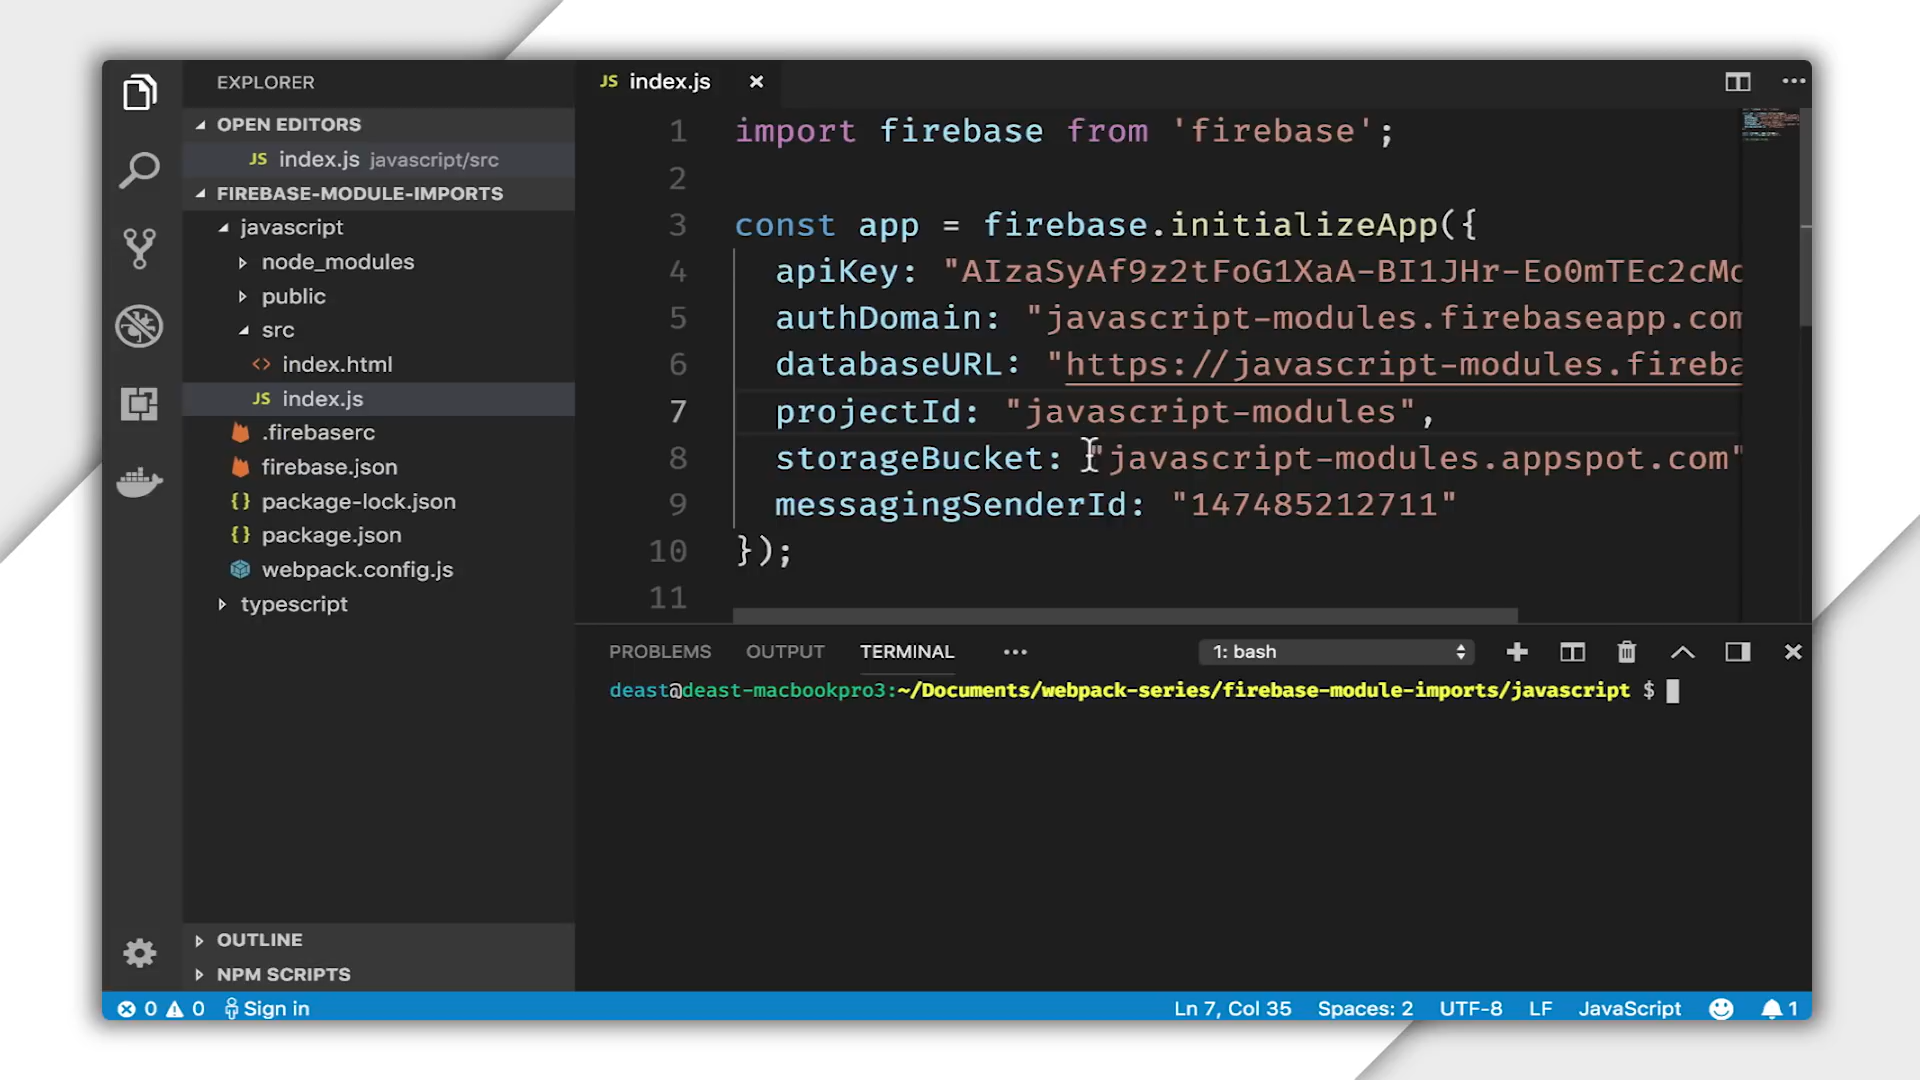 EXPLORER
OPEN EDITORS
JS index.js javascript/src
FIREBASE-MODULE-IMPORTS
javascript
node_modules
public
src
<> index.html
JS index.js
.firebaserc
firebase.json
{} package-lock.json
{} package.json
webpack.config.js
typescript
OUTLINE
NPM SCRIPTS
JS index.js
1 import firebase from 'firebase';
2
3 const app = firebase.initializeApp({
4 apiKey: "AIzaSyAf9z2tFoG1XaA-BI1JHr-Eo0mTEc2cMc
5 authDomain: "javascript-modules.firebaseapp.com
6 databaseURL: "https://javascript-modules.fireba
7 projectId: "javascript-modules",
8 storageBucket: "javascript-modules.appspot.com"
9 messagingSenderId: "147485212711"
10 });
11
PROBLEMS OUTPUT TERMINAL ••• 1: bash
deast@deast-macbookpro3:~/Documents/webpack-series/firebase-module-imports/javascript $
0 0 Sign in Ln 7, Col 35 Spaces: 2 UTF-8 LF JavaScript 1